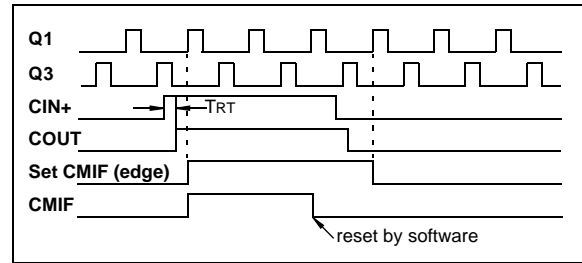 Q1
Q3
CIN+
TRT
COUT
Set CMIF (edge)
CMIF
reset by software